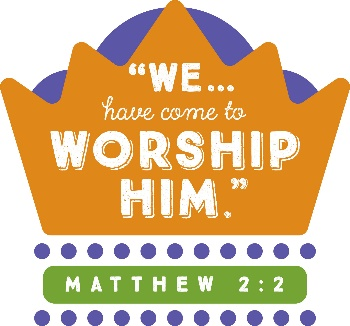 “WE...
have come to
WORSHIP
HIM.”
MATTHEW 2:2